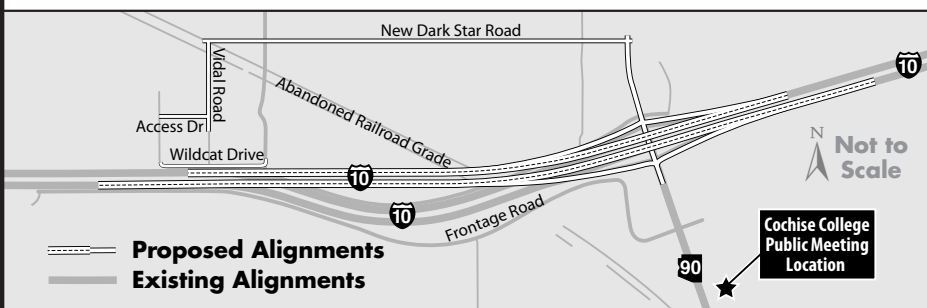 New Dark Star Road
10
Vidal Road
Abandoned Railroad Grade
Access Dr
Wildcat Drive
N
Not to
Scale
10
10
Frontage Road
Cochise College
Public Meeting
Location
Proposed Alignments
Existing Alignments
90